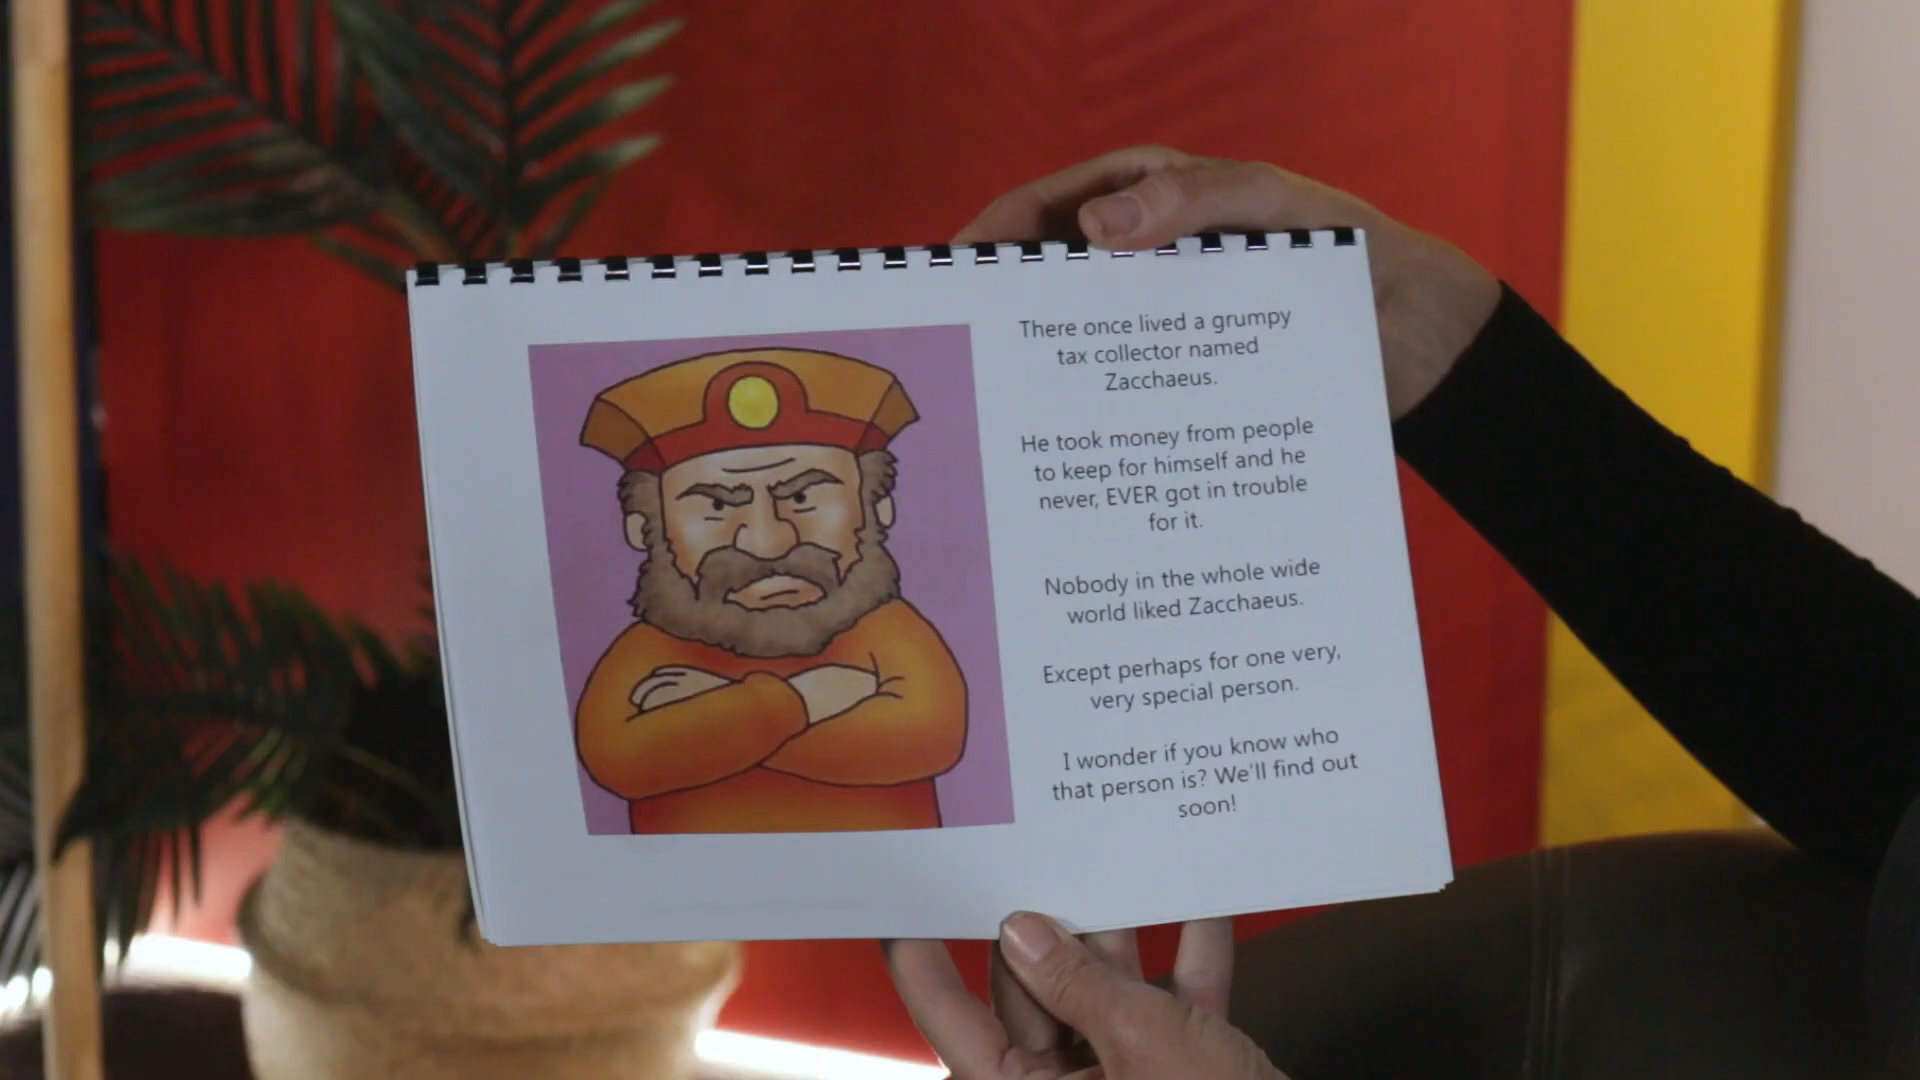 There once lived a grumpy
tax collector named
Zacchaeus.
He took money from people
to keep for himself and he
never, EVER got in trouble
for it.
Nobody in the whole wide
world liked Zacchaeus.
Except perhaps for one very,
very special person.
I wonder if you know who
that person is? We'll find out
soon!